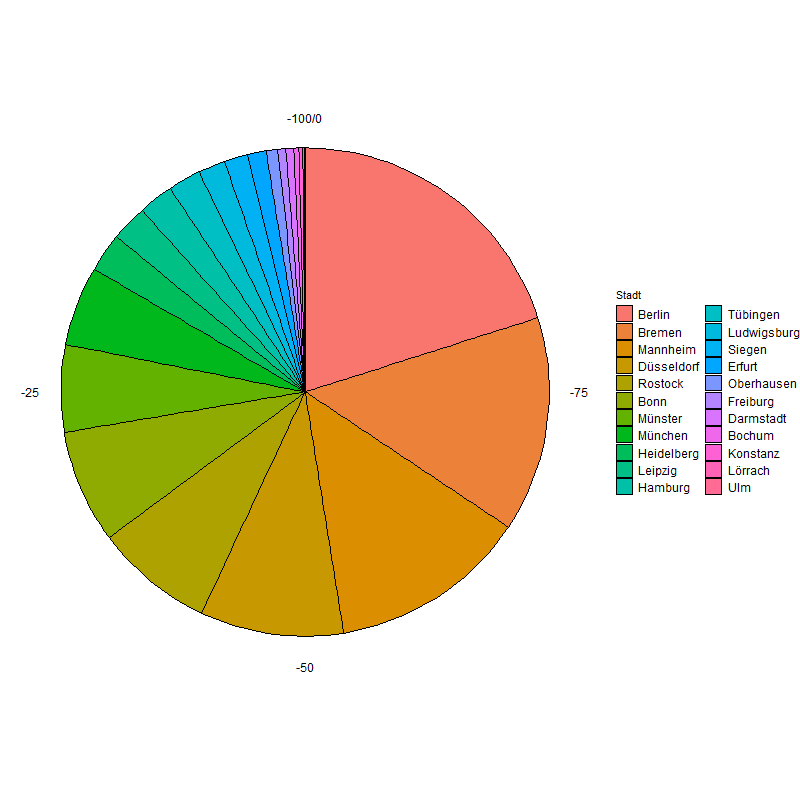 -100/0
-25
-75
-50
Stadt
Berlin
Bremen
Mannheim
Düsseldorf
Rostock
Bonn
Münster
München
Heidelberg
Leipzig
Hamburg
Tübingen
Ludwigsburg
Siegen
Erfurt
Oberhausen
Freiburg
Darmstadt
Bochum
Konstanz
Lörrach
Ulm